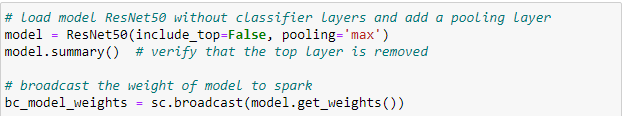 # load model ResNet50 without classifier layers and add a pooling layer
model = ResNet50(include_top=False, pooling='max')
model.summary()  # verify that the top layer is removed
# broadcast the weight of model to spark
bc_model_weights = sc.broadcast(model.get_weights())